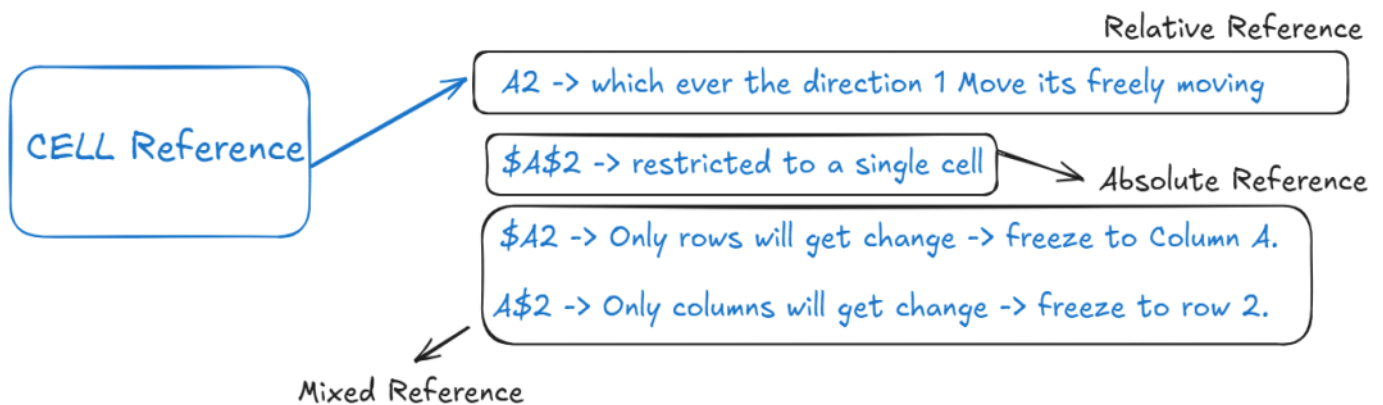 Relative Reference
CELL Reference
A2 -> which ever the direction 1 Move its freely moving
$A$2 -> restricted to a single cell
Absolute Reference
$A2 -> Only rows will get change -> freeze to Column A.
A$2 -> Only columns will get change -> freeze to row 2.
Mixed Reference